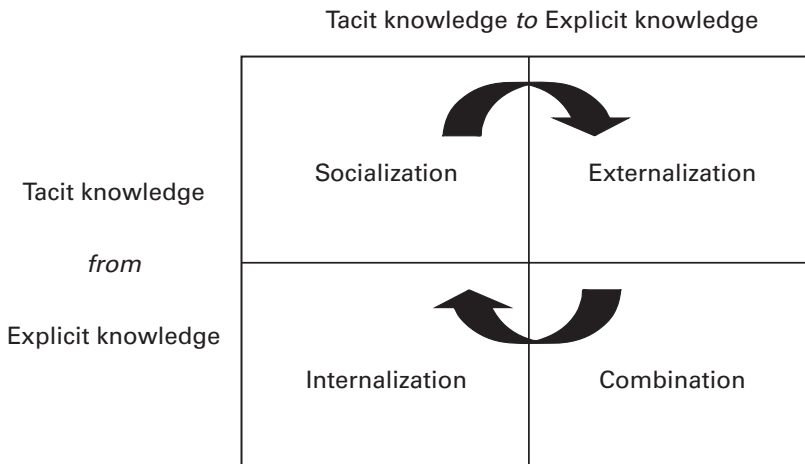 Tacit knowledge to Explicit knowledge
Socialization
Externalization
Tacit knowledge
from
Explicit knowledge
Internalization
Combination